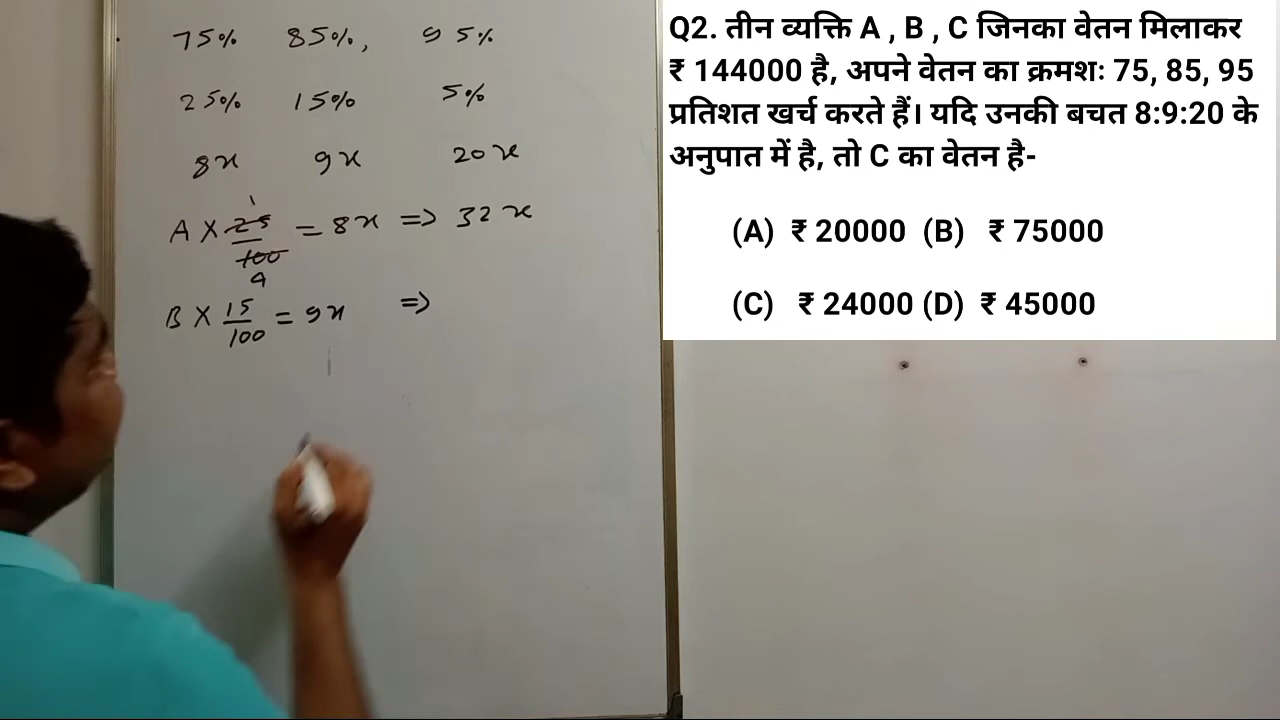 75% 85%, 95%
25% 15% 5%
8x 9x 20x
A × 25/100 = 8x ⇒ 32x
1
4
B × 15/100 = 9x ⇒
Q2. तीन व्यक्ति A , B , C जिनका वेतन मिलाकर
₹ 144000 है, अपने वेतन का क्रमशः 75, 85, 95
प्रतिशत खर्च करते हैं। यदि उनकी बचत 8:9:20 के
अनुपात में है, तो C का वेतन है-
(A) ₹ 20000 (B) ₹ 75000
(C) ₹ 24000 (D) ₹ 45000